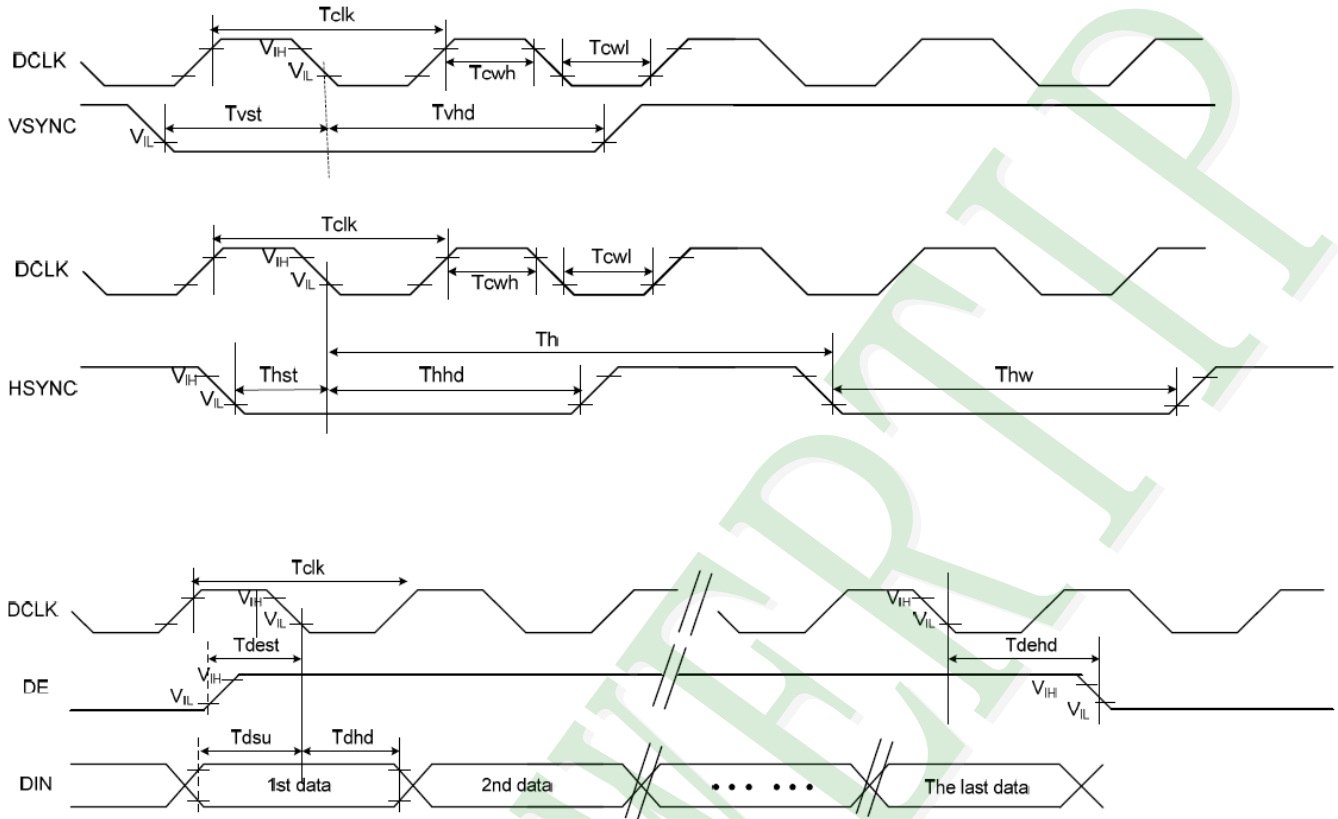 Tclk
DCLK
VIH
VIL
Tcwh
Tcwl
VSYNC
VIL
Tvst
Tvhd
Tclk
DCLK
VIH
VIL
Tcwh
Tcwl
Th
HSYNC
VIH
VIL
Thst
Thhd
Thw
Tclk
DCLK
VIH
VIL
VIH
VIL
Tdest
Tdehd
DE
VIH
VIL
VIH
VIL
Tdsu
Tdhd
DIN
1st data
2nd data
... ...
The last data
WERTIP